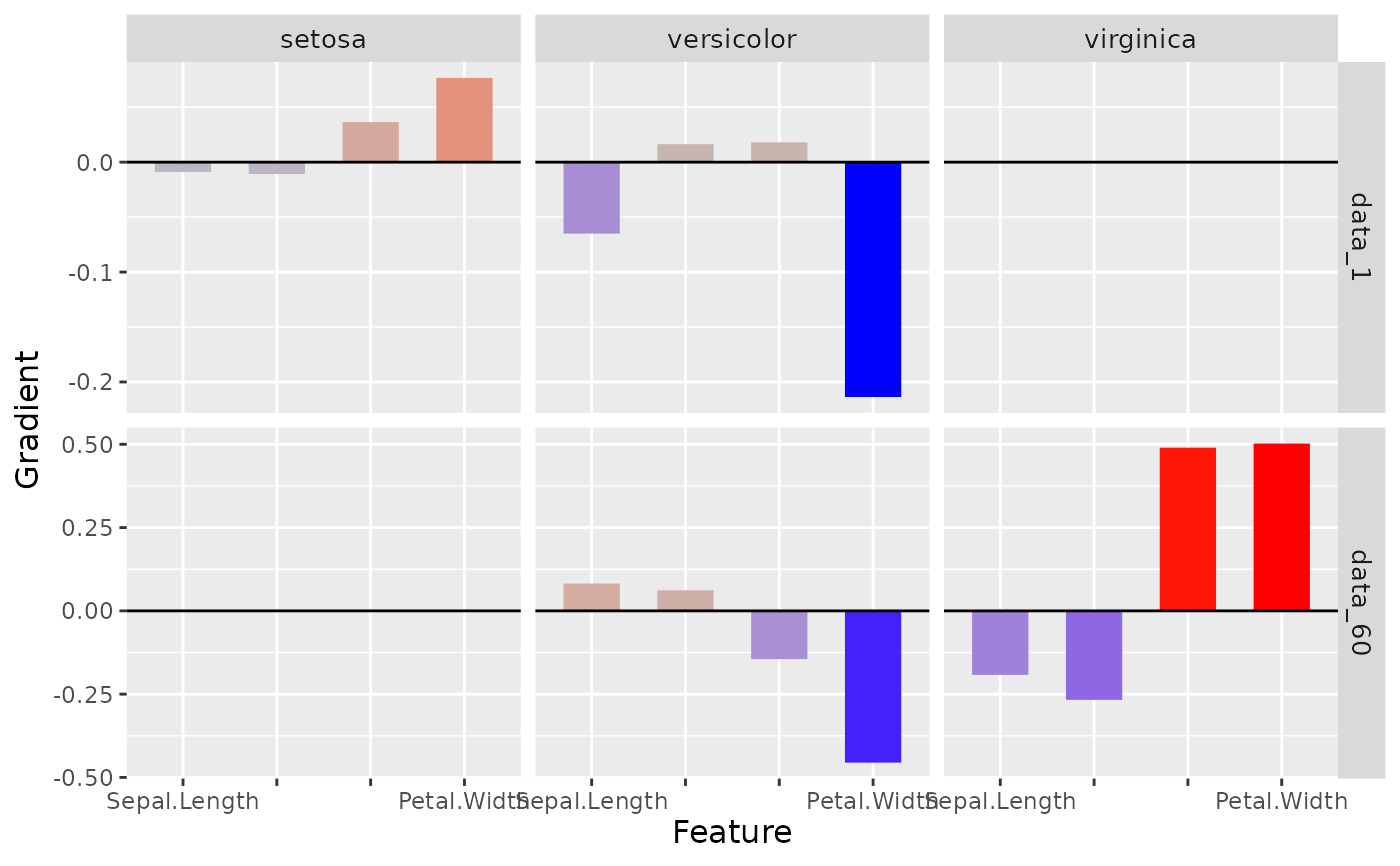 setosa
versicolor
virginica
0.0
-0.1
-0.2
data_1
Gradient
0.50
0.25
0.00
-0.25
-0.50
data_60
Sepal.Length
Petal.Width
Sepal.Length
Petal.Width
Sepal.Length
Petal.Width
Feature